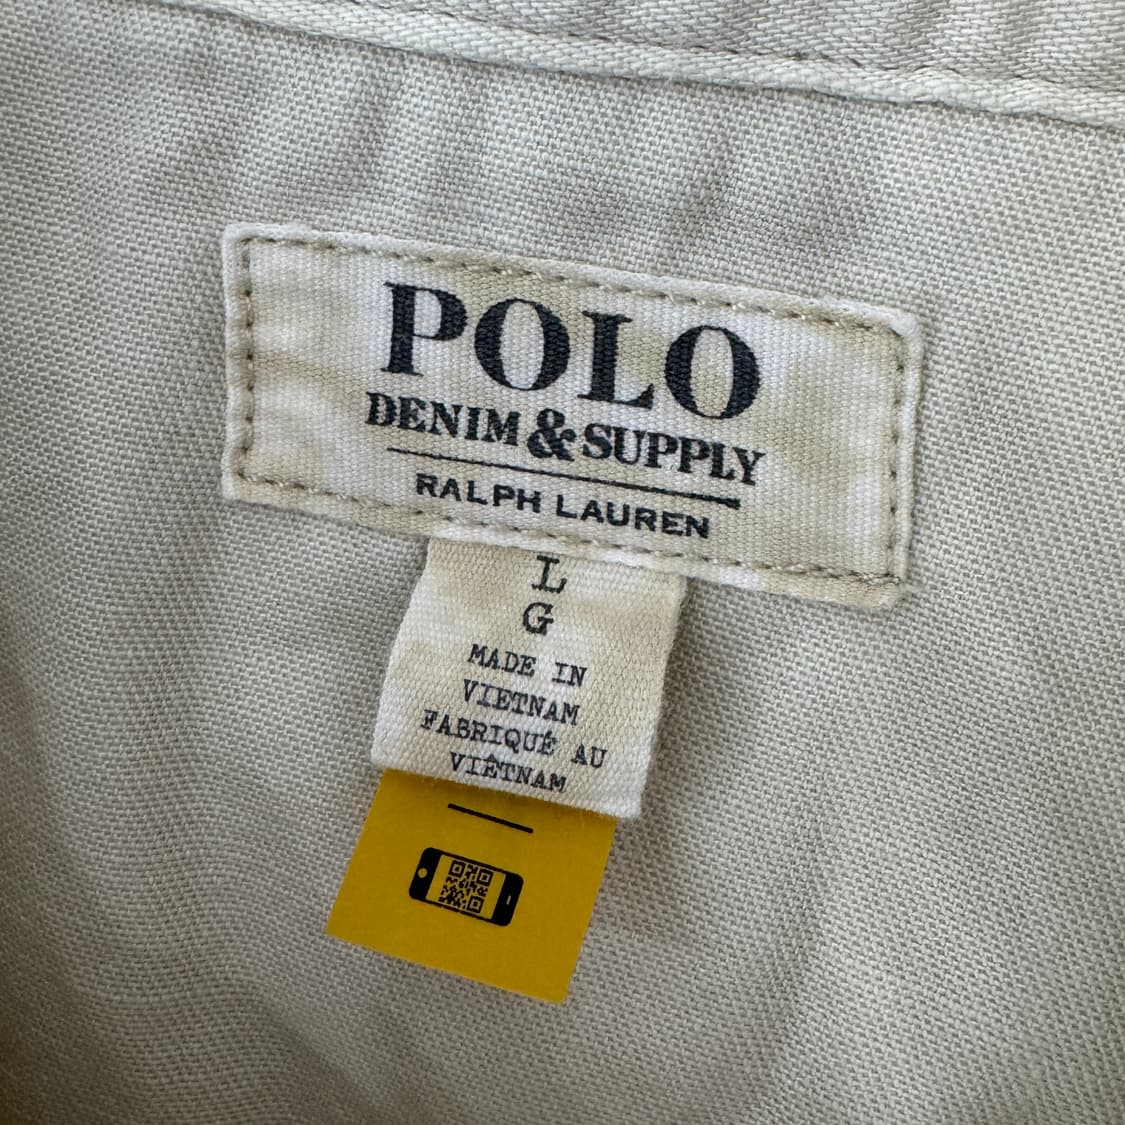 POLO
DENIM & SUPPLY
RALPH LAUREN
L
G
MADE IN
VIETNAM
FABRIQUÉ AU
VIÊTNAM